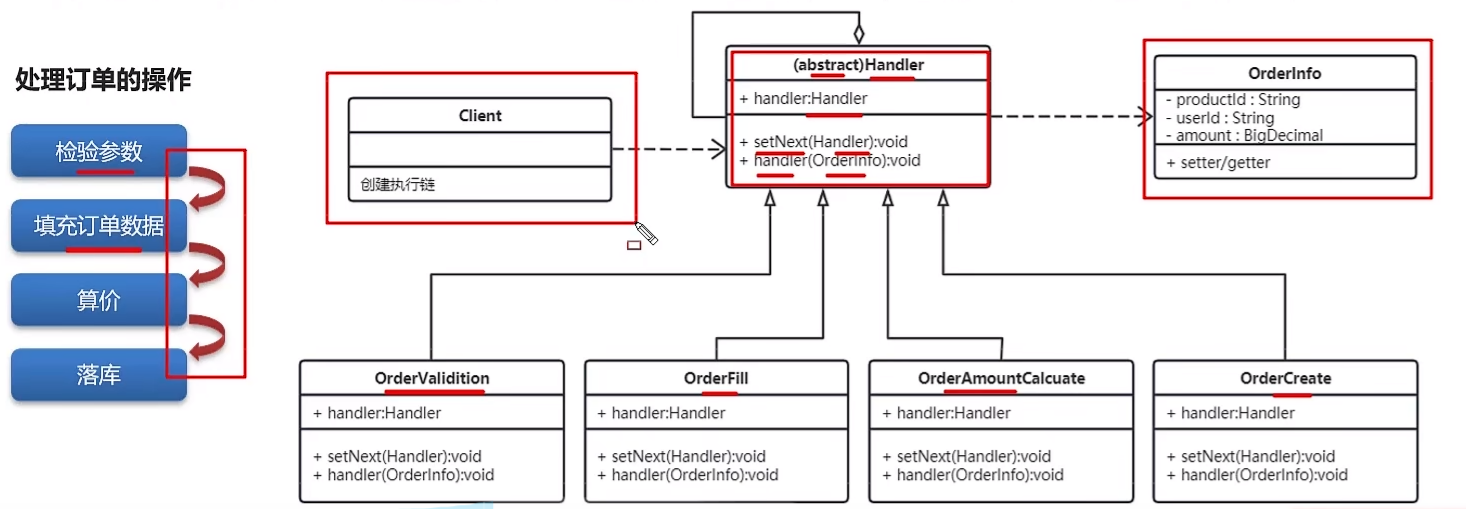 处理订单的操作
检验参数
填充订单数据
算价
落库
Client
创建执行链
(abstract)Handler
+ handler:Handler
+ setNext(Handler):void
+ handler(OrderInfo):void
OrderInfo
- productId : String
- userId : String
- amount : BigDecimal
+ setter/getter
OrderValidition
+ handler:Handler
+ setNext(Handler):void
+ handler(OrderInfo):void
OrderFill
+ handler:Handler
+ setNext(Handler):void
+ handler(OrderInfo):void
OrderAmountCalcuate
+ handler:Handler
+ setNext(Handler):void
+ handler(OrderInfo):void
OrderCreate
+ handler:Handler
+ setNext(Handler):void
+ handler(OrderInfo):void